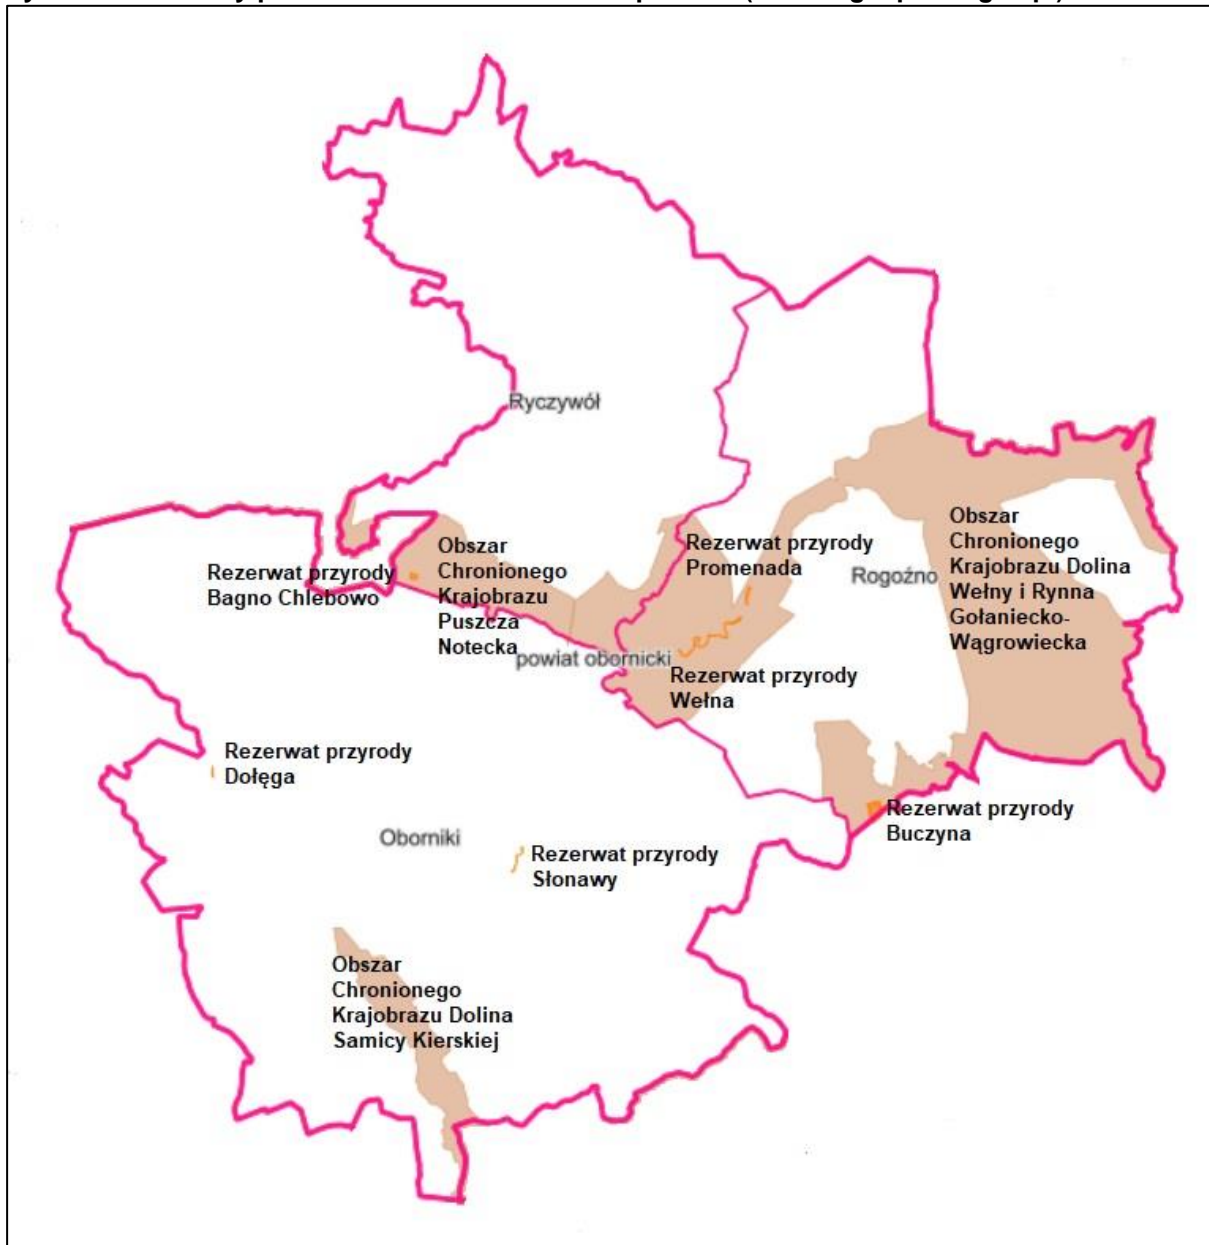 Ryczywół
Obszar
Chronionego
Krajobrazu
Puszcza
Notecka
Rezerwat przyrody
Bagno Chlebowo
Rezerwat przyrody
Promenada
Rogoźno
Obszar
Chronionego
Krajobrazu Dolina
Wełny i Rynna
Gołaniecko-
Wągrowiecka
powiat obornicki
Rezerwat przyrody
Wełna
Rezerwat przyrody
Dołęga
Rezerwat przyrody
Buczyna
Oborniki
Rezerwat przyrody
Słonawy
Obszar
Chronionego
Krajobrazu Dolina
Samicy Kierskiej